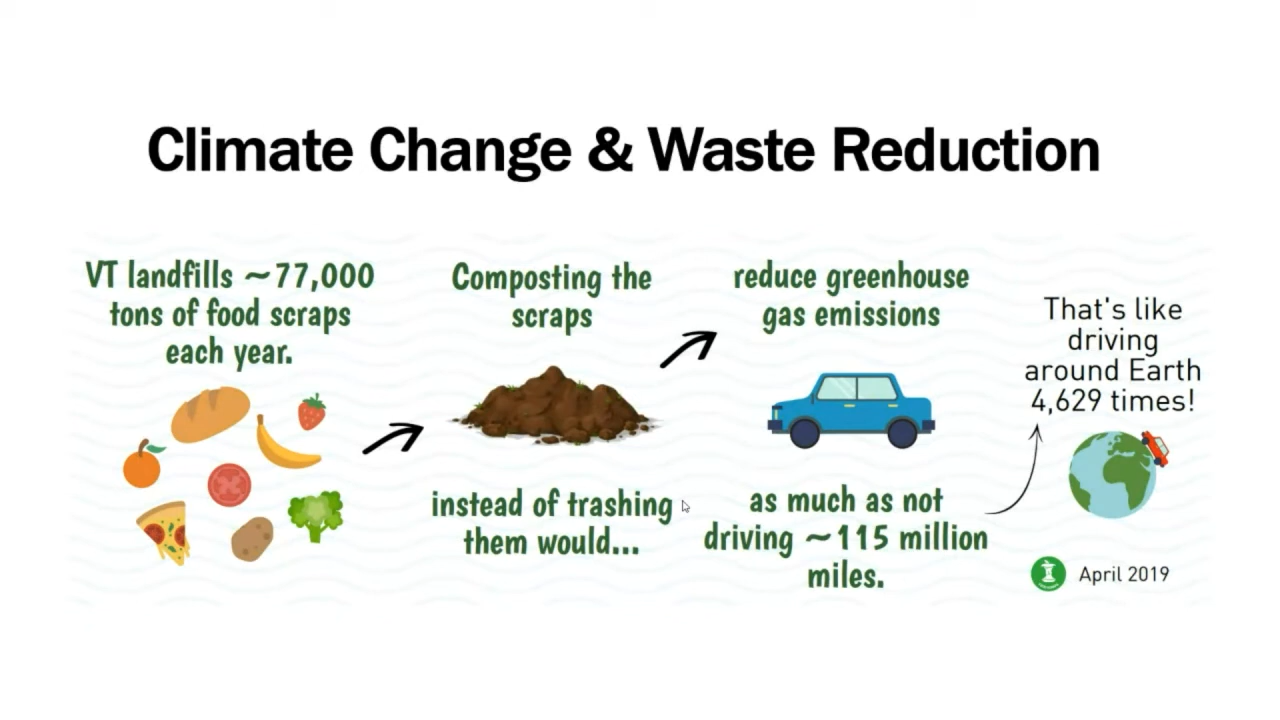 Climate Change & Waste Reduction
VT landfills ~77,000
tons of food scraps
each year.
Composting the
scraps
instead of trashing
them would...
reduce greenhouse
gas emissions
as much as not
driving ~115 million
miles.
That's like
driving
around Earth
4,629 times!
April 2019